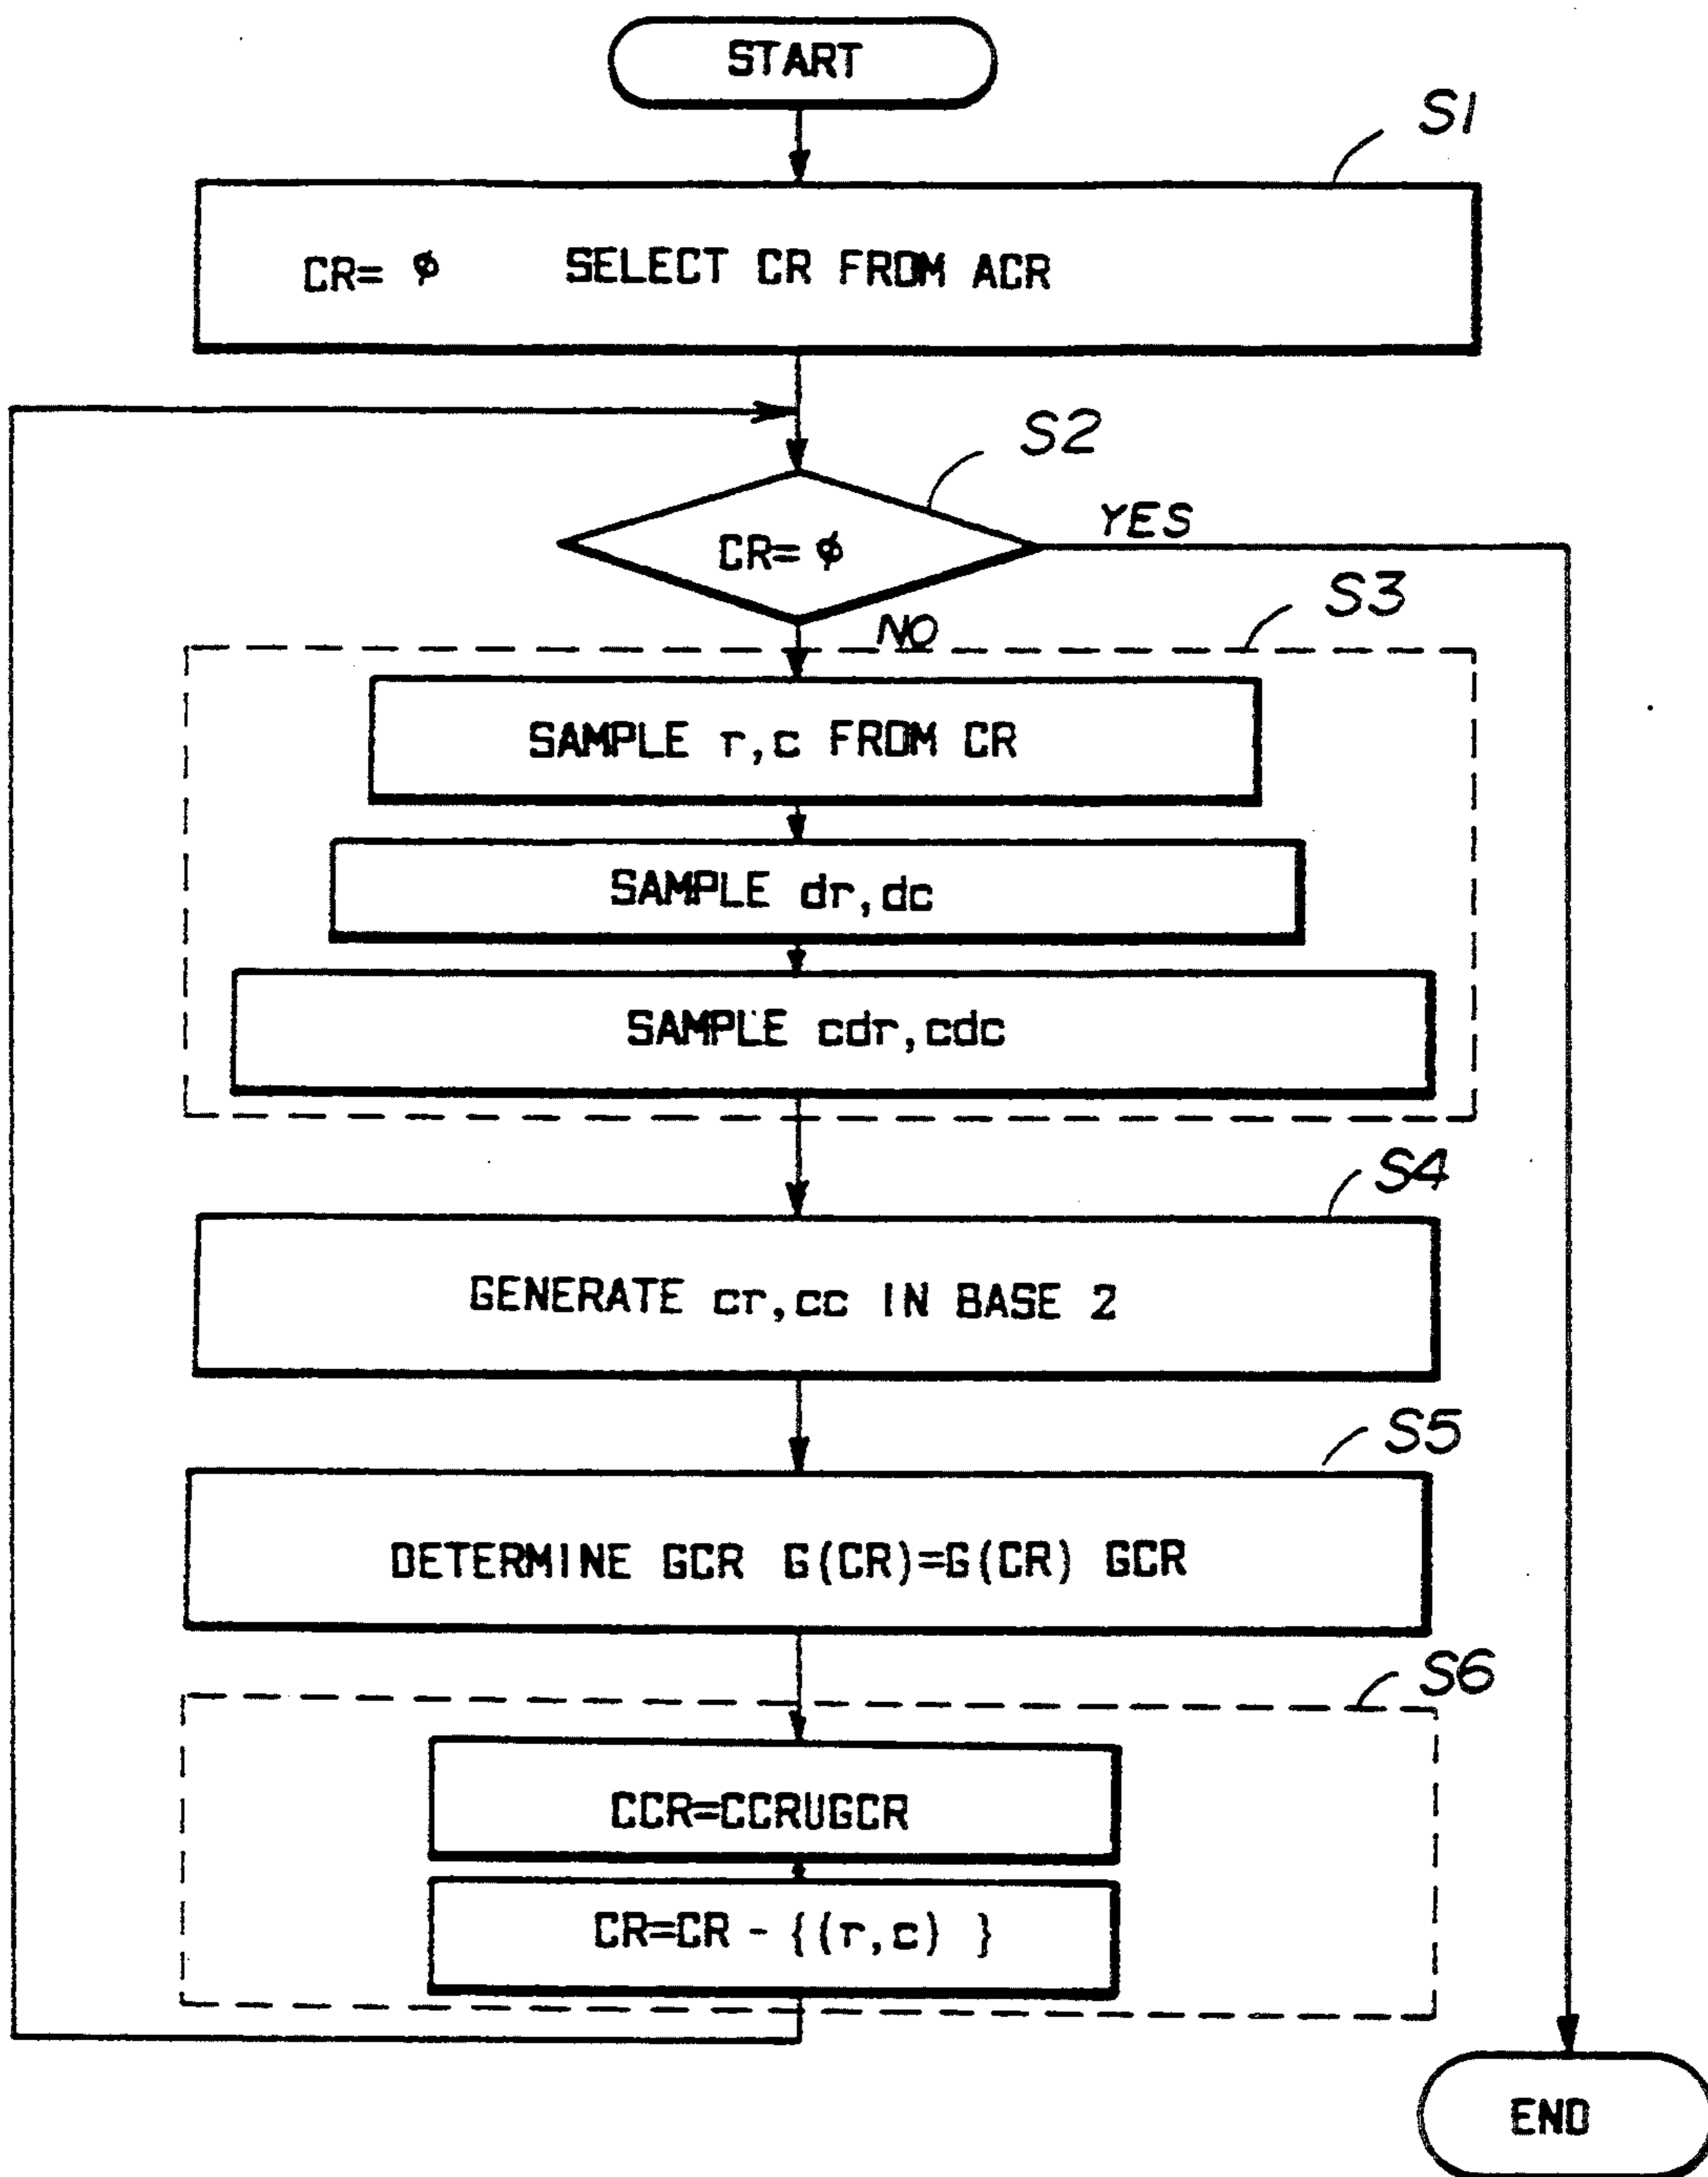 START
S1
CR= φ SELECT CR FROM ACR
S2
CR= φ
YES
NO
S3
SAMPLE r,c FROM CR
SAMPLE dr,dc
SAMPLE cdr,cdc
S4
GENERATE cr,cc IN BASE 2
S5
DETERMINE GCR G(CR)=G(CR) GCR
S6
CCR=CCRUGCR
CR=CR - {(r,c) }
END